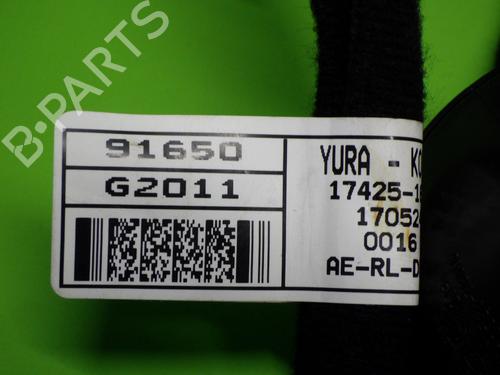 B-PARTS
91650
G2011
YURA - K
17425-1
17052
0016
AE-RL-D